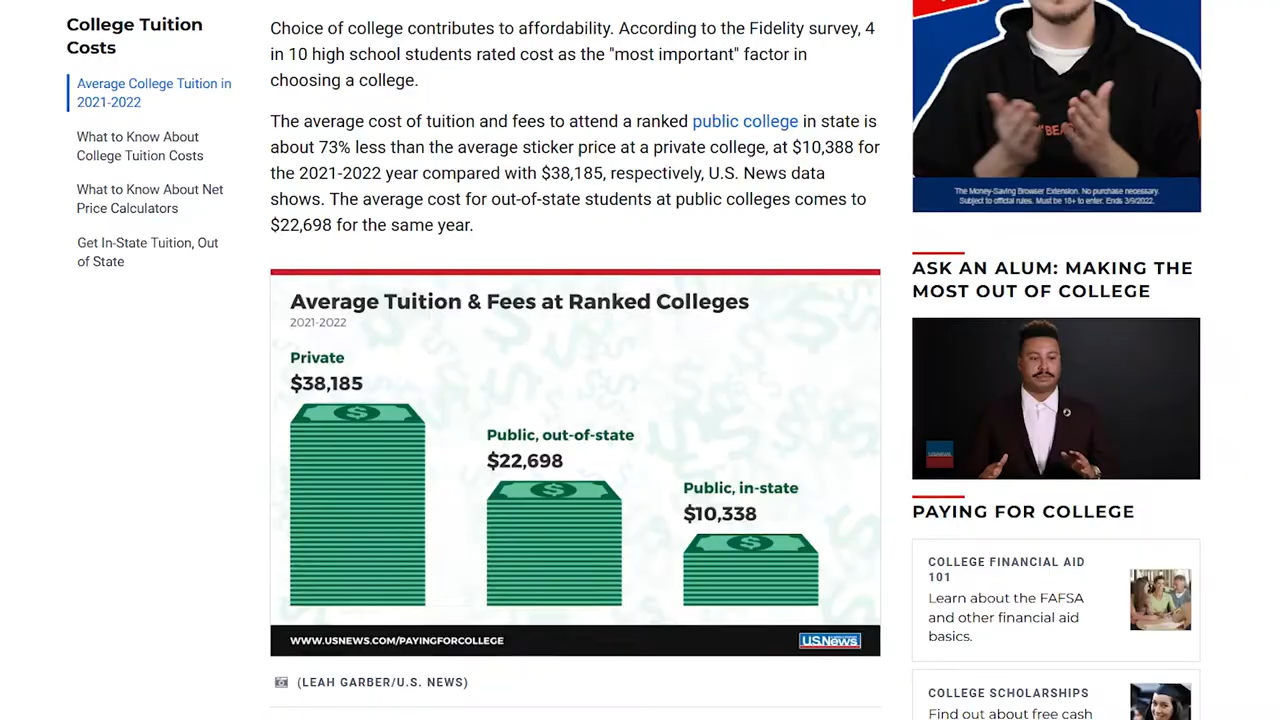 College Tuition
Costs
Average College Tuition in
2021-2022
What to Know About
College Tuition Costs
What to Know About Net
Price Calculators
Get In-State Tuition, Out
of State
Choice of college contributes to affordability. According to the Fidelity survey, 4
in 10 high school students rated cost as the "most important" factor in
choosing a college.
The average cost of tuition and fees to attend a ranked public college in state is
about 73% less than the average sticker price at a private college, at $10,388 for
the 2021-2022 year compared with $38,185, respectively, U.S. News data
shows. The average cost for out-of-state students at public colleges comes to
$22,698 for the same year.
Average Tuition & Fees at Ranked Colleges
2021-2022
Private
$38,185
Public, out-of-state
$22,698
Public, in-state
$10,338
WWW.USNEWS.COM/PAYINGFORCOLLEGE
U.S.News
(LEAH GARBER/U.S. NEWS)
The Money-Saving Browser Extension. No purchase necessary.
Subject to official rules. Must be 18+ to enter. Ends 3/9/2022.
ASK AN ALUM: MAKING THE
MOST OUT OF COLLEGE
PAYING FOR COLLEGE
COLLEGE FINANCIAL AID
101
Learn about the FAFSA
and other financial aid
basics.
COLLEGE SCHOLARSHIPS
Find out about free cash